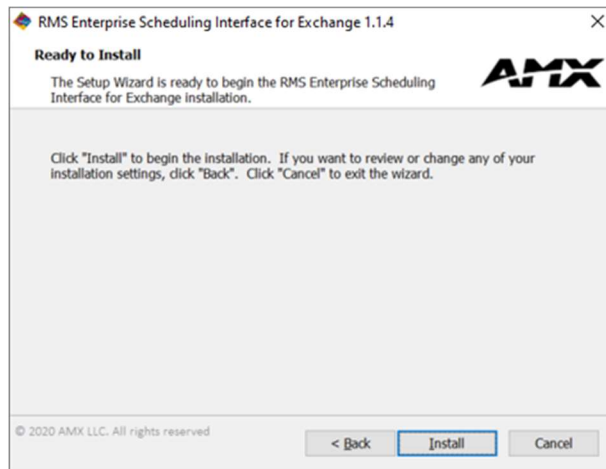 RMS Enterprise Scheduling Interface for Exchange 1.1.4
Ready to Install
The Setup Wizard is ready to begin the RMS Enterprise Scheduling
Interface for Exchange installation.
AMX
Click "Install" to begin the installation. If you want to review or change any of your
installation settings, click "Back". Click "Cancel" to exit the wizard.
© 2020 AMX LLC. All rights reserved
< Back
Install
Cancel